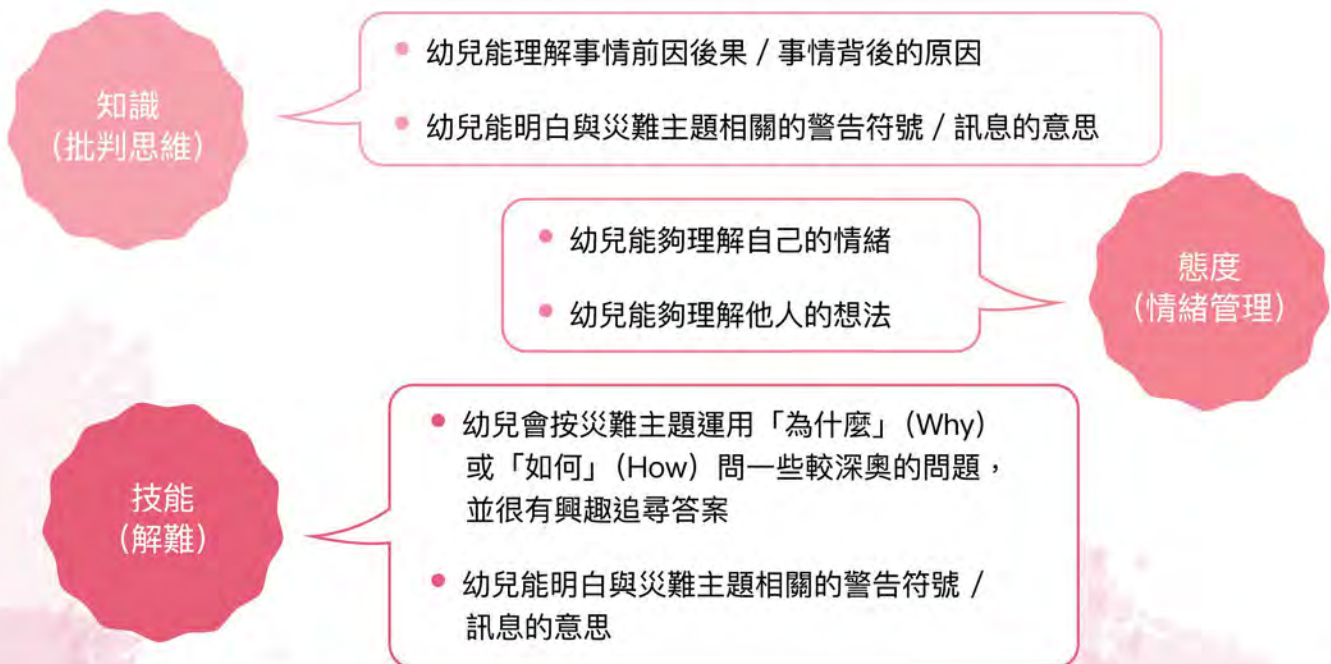 知識
（批判思維）
• 幼兒能理解事情前因後果 / 事情背後的原因
• 幼兒能明白與災難主題相關的警告符號 / 訊息的意思
• 幼兒能夠理解自己的情緒
• 幼兒能夠理解他人的想法
態度
（情緒管理）
技能
（解難）
• 幼兒會按災難主題運用「為什麼」（Why）
或「如何」（How）問一些較深奧的問題，
並很有興趣追尋答案
• 幼兒能明白與災難主題相關的警告符號 /
訊息的意思